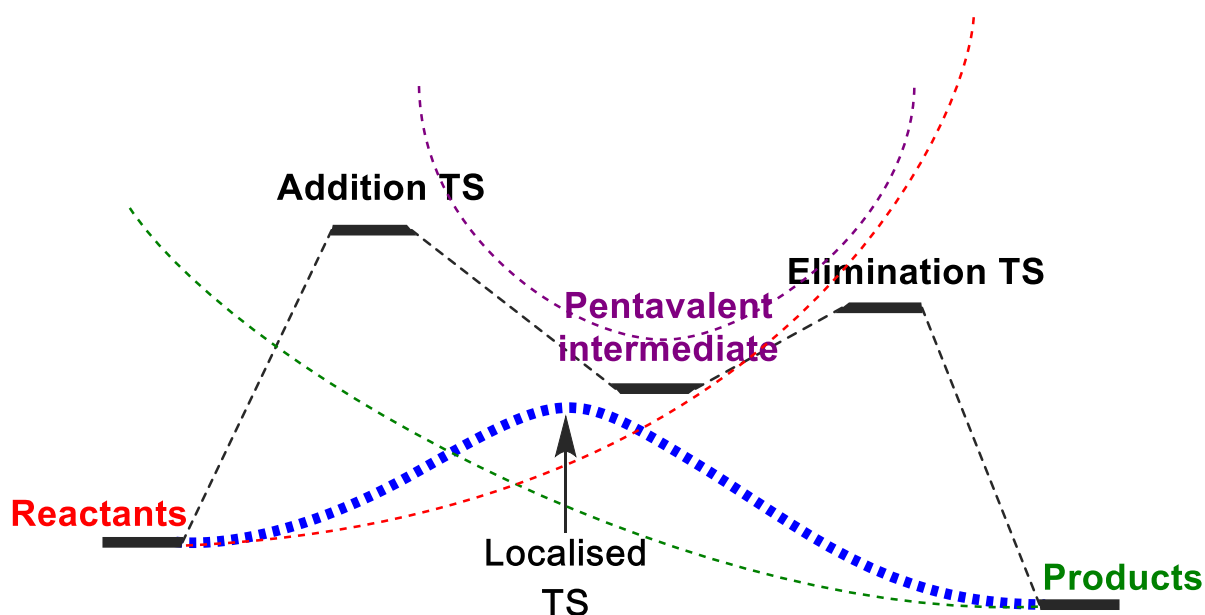 Addition TS
Elimination TS
Pentavalent
intermediate
Reactants
Localised
TS
Products